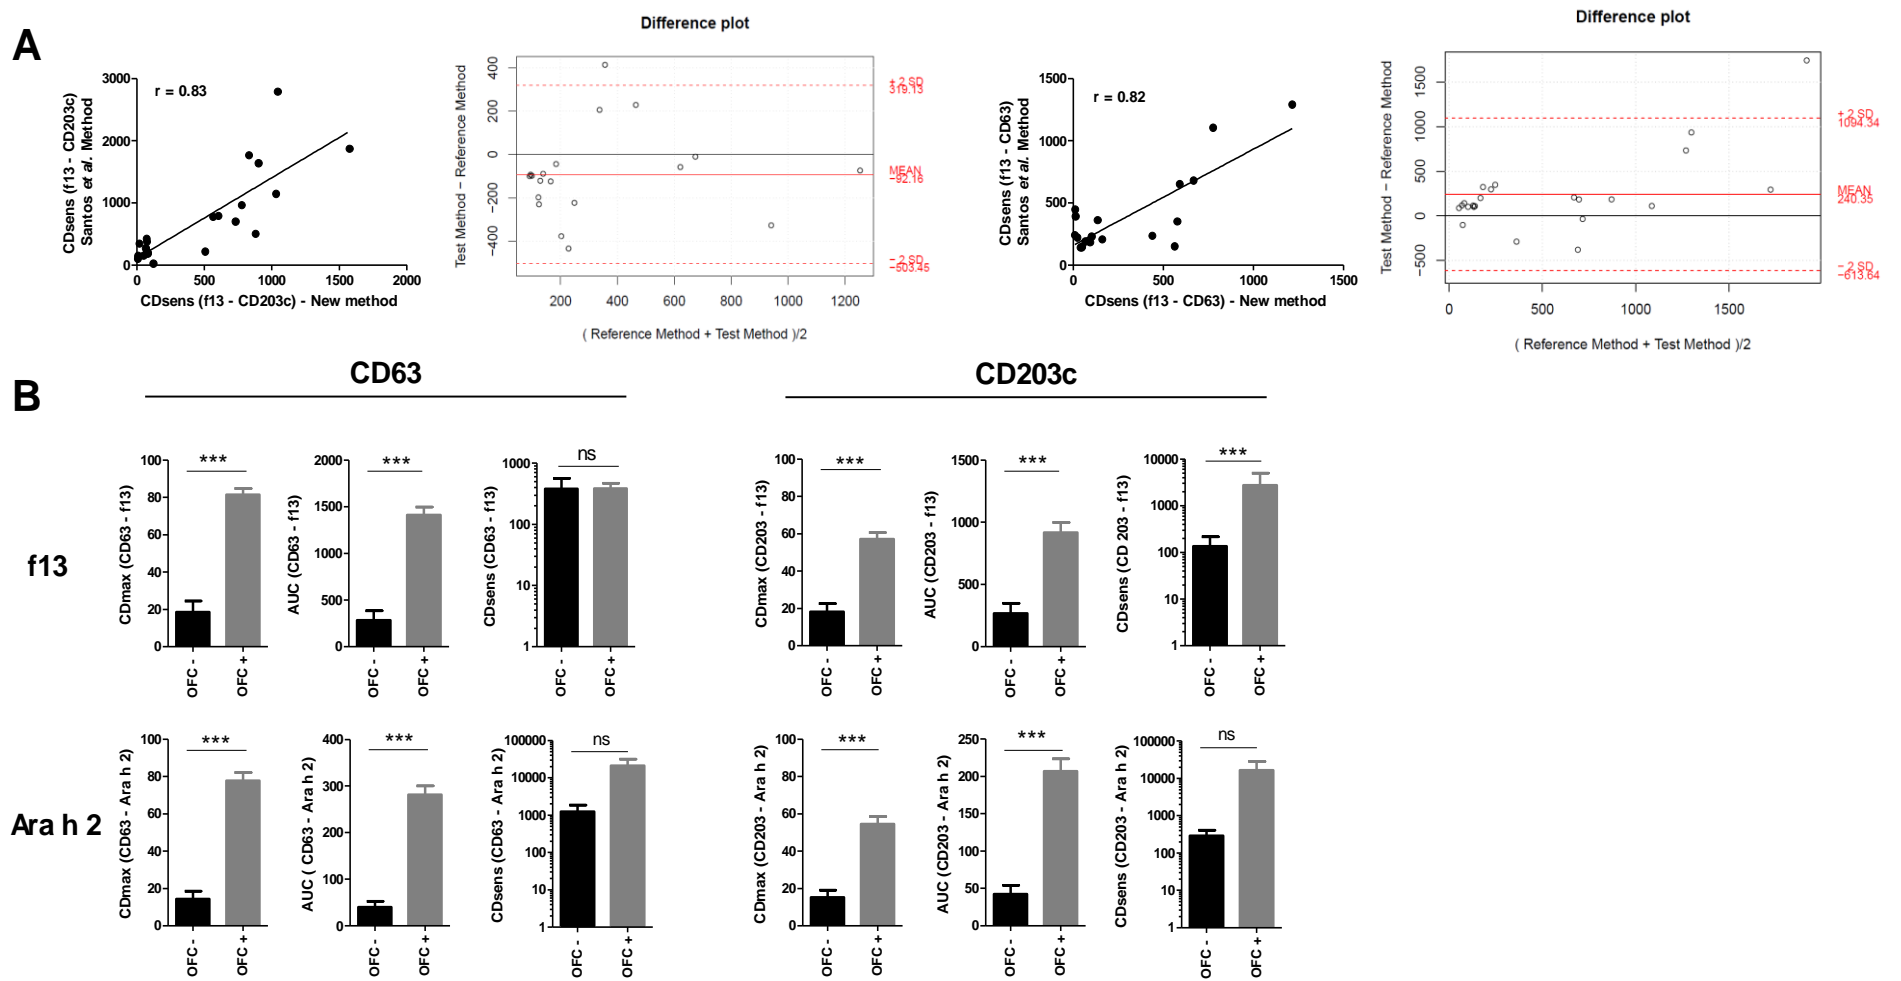 A
Difference plot
Difference plot
CDsens (f13 - CD203c)
Santos et al. Method
3000
2000
1000
0
r = 0.83
0 500 1000 1500 2000
CDsens (f13 - CD203c) - New method
Test Method − Reference Method
400
200
0
−200
−400
+ 2 SD
319.13
MEAN
−92.16
− 2 SD
−503.45
200 400 600 800 1000 1200
( Reference Method + Test Method )/2
CDsens (f13 - CD63)
Santos et al. Method
1500
1000
500
0
r = 0.82
0 500 1000 1500
CDsens (f13 - CD63) - New method
Test Method − Reference Method
1500
1000
500
0
−500
+ 2 SD
1094.34
MEAN
240.35
− 2 SD
−613.64
0 500 1000 1500
( Reference Method + Test Method )/2
B
CD63
CD203c
f13
CDmax (CD63 - f13)
100
80
60
40
20
0
***
OFC -
OFC +
AUC (CD63 - f13)
2000
1500
1000
500
0
***
OFC -
OFC +
CDsens (CD63 - f13)
1000
100
10
1
ns
OFC -
OFC +
CDmax (CD203 - f13)
100
80
60
40
20
0
***
OFC -
OFC +
AUC (CD203 - f13)
1500
1000
500
0
***
OFC -
OFC +
CDsens (CD 203 - f13)
10000
1000
100
10
1
***
OFC -
OFC +
Ara h 2
CDmax (CD63 - Ara h 2)
100
80
60
40
20
0
***
OFC -
OFC +
AUC ( CD63 - Ara h 2)
400
300
200
100
0
***
OFC -
OFC +
CDsens (CD63 - Ara h 2)
100000
10000
1000
100
10
1
ns
OFC -
OFC +
CDmax (CD203 - Ara h 2)
100
80
60
40
20
0
***
OFC -
OFC +
AUC (CD203 - Ara h 2)
250
200
150
100
50
0
***
OFC -
OFC +
CDsens (CD203 - Ara h 2)
100000
10000
1000
100
10
1
ns
OFC -
OFC +